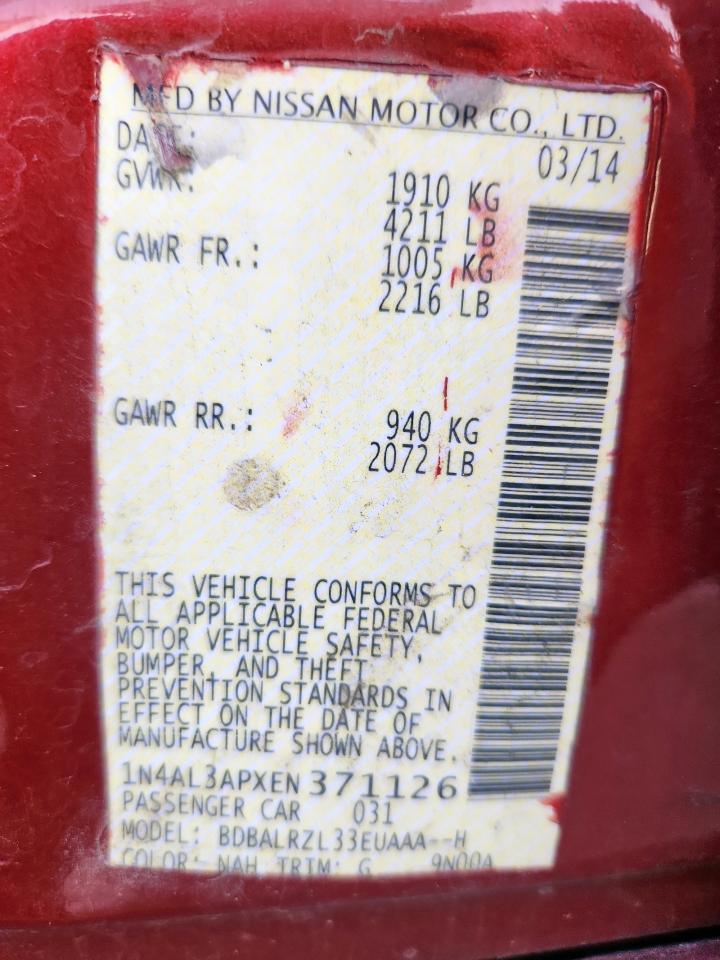 MFD BY NISSAN MOTOR CO., LTD.
DATE: 03/14
GVWR: 1910 KG
4211 LB
GAWR FR.: 1005 KG
2216 LB
GAWR RR.: 940 KG
2072 LB
THIS VEHICLE CONFORMS TO
ALL APPLICABLE FEDERAL
MOTOR VEHICLE SAFETY,
BUMPER, AND THEFT
PREVENTION STANDARDS IN
EFFECT ON THE DATE OF
MANUFACTURE SHOWN ABOVE.
1N4AL3APXEN 371126
PASSENGER CAR 031
MODEL: BDBALRZL33EUAAA--H
COLOR: NAH TRIM: G 9N00A